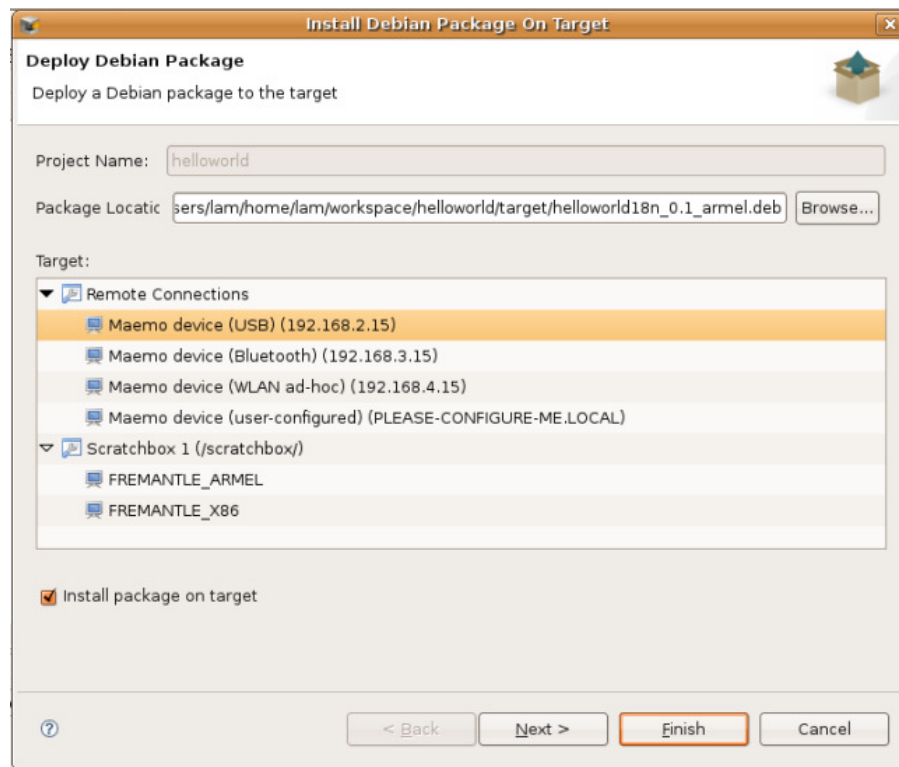 Install Debian Package On Target
Deploy Debian Package
Deploy a Debian package to the target
Project Name: helloworld
Package Locatic sers/lam/home/lam/workspace/helloworld/target/helloworld18n_0.1_armel.deb Browse...
Target:
Remote Connections
Maemo device (USB) (192.168.2.15)
Maemo device (Bluetooth) (192.168.3.15)
Maemo device (WLAN ad-hoc) (192.168.4.15)
Maemo device (user-configured) (PLEASE-CONFIGURE-ME.LOCAL)
Scratchbox 1 (/scratchbox/)
FREMANTLE_ARMEL
FREMANTLE_X86
Install package on target
< Back Next > Finish Cancel